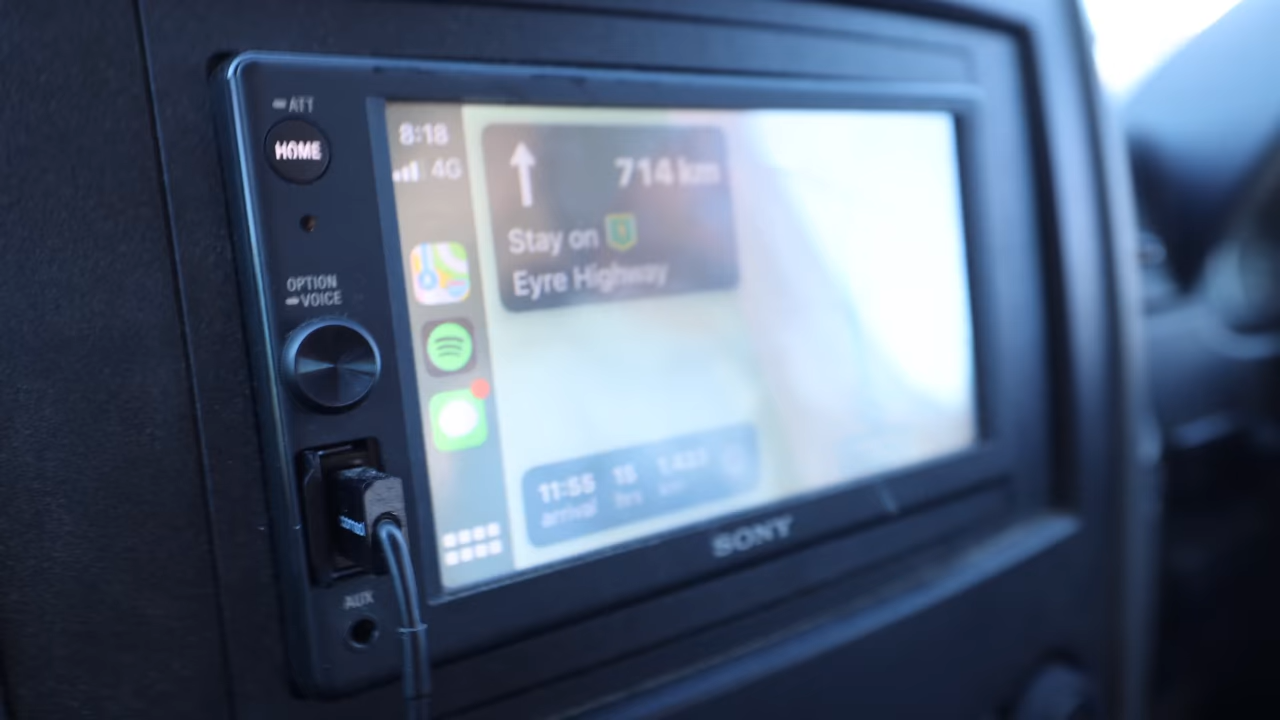 ATT
HOME
8:18
4G
714 km
Stay on
Eyre Highway
OPTION
VOICE
11:55 15
arrival hrs
SONY
AUX